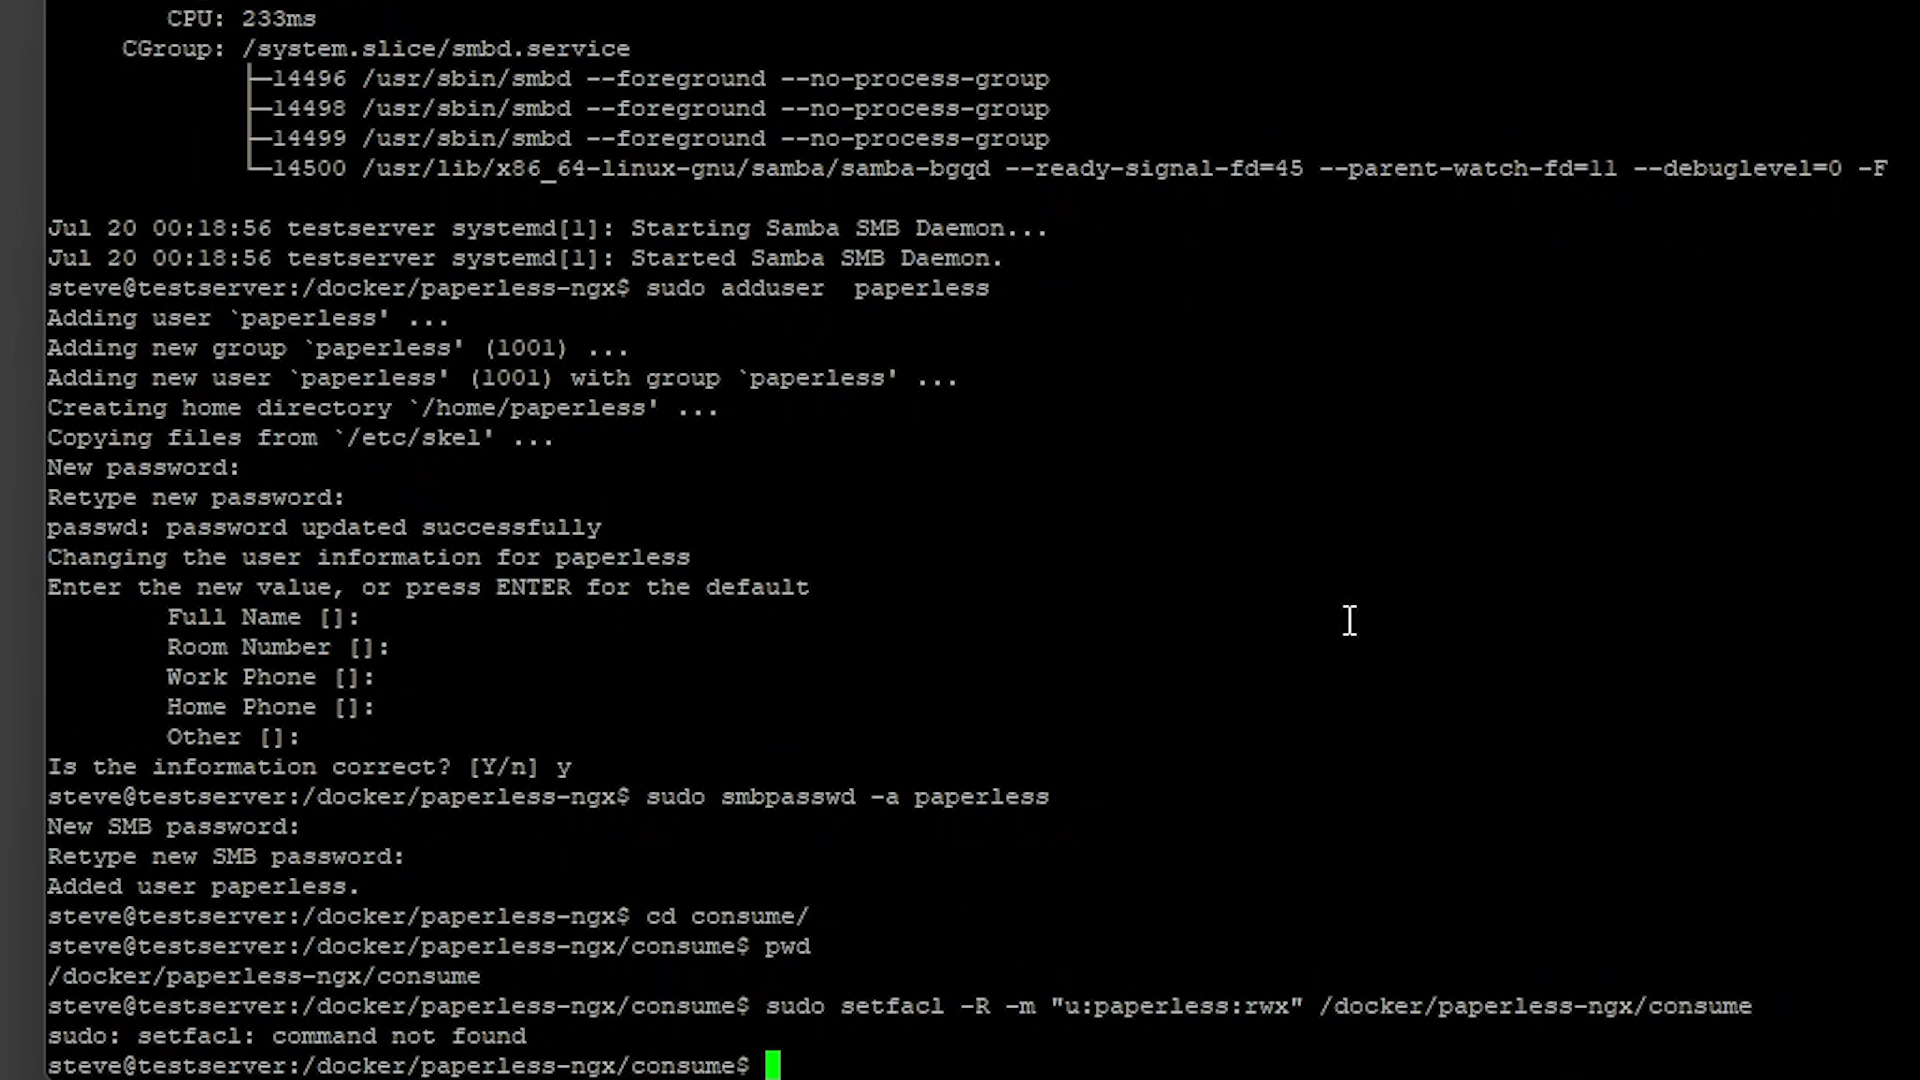 CPU: 233ms
CGroup: /system.slice/smbd.service
├─14496 /usr/sbin/smbd --foreground --no-process-group
├─14498 /usr/sbin/smbd --foreground --no-process-group
├─14499 /usr/sbin/smbd --foreground --no-process-group
└─14500 /usr/lib/x86_64-linux-gnu/samba/samba-bgqd --ready-signal-fd=45 --parent-watch-fd=11 --debuglevel=0 -F
Jul 20 00:18:56 testserver systemd[1]: Starting Samba SMB Daemon...
Jul 20 00:18:56 testserver systemd[1]: Started Samba SMB Daemon.
steve@testserver:/docker/paperless-ngx$ sudo adduser  paperless
Adding user `paperless' ...
Adding new group `paperless' (1001) ...
Adding new user `paperless' (1001) with group `paperless' ...
Creating home directory `/home/paperless' ...
Copying files from `/etc/skel' ...
New password:
Retype new password:
passwd: password updated successfully
Changing the user information for paperless
Enter the new value, or press ENTER for the default
Full Name []:
Room Number []:
Work Phone []:
Home Phone []:
Other []:
Is the information correct? [Y/n] y
steve@testserver:/docker/paperless-ngx$ sudo smbpasswd -a paperless
New SMB password:
Retype new SMB password:
Added user paperless.
steve@testserver:/docker/paperless-ngx$ cd consume/
steve@testserver:/docker/paperless-ngx/consume$ pwd
/docker/paperless-ngx/consume
steve@testserver:/docker/paperless-ngx/consume$ sudo setfacl -R -m "u:paperless:rwx" /docker/paperless-ngx/consume
sudo: setfacl: command not found
steve@testserver:/docker/paperless-ngx/consume$